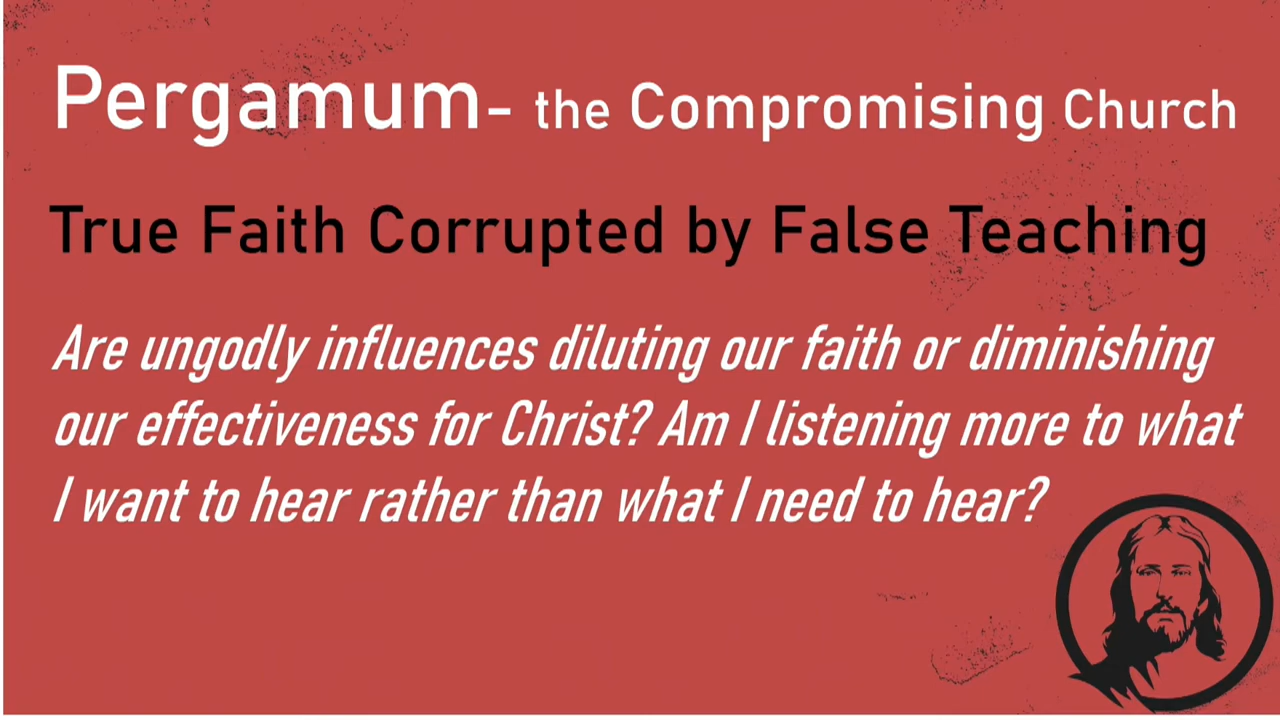 Pergamum- the Compromising Church
True Faith Corrupted by False Teaching
Are ungodly influences diluting our faith or diminishing
our effectiveness for Christ? Am I listening more to what
I want to hear rather than what I need to hear?